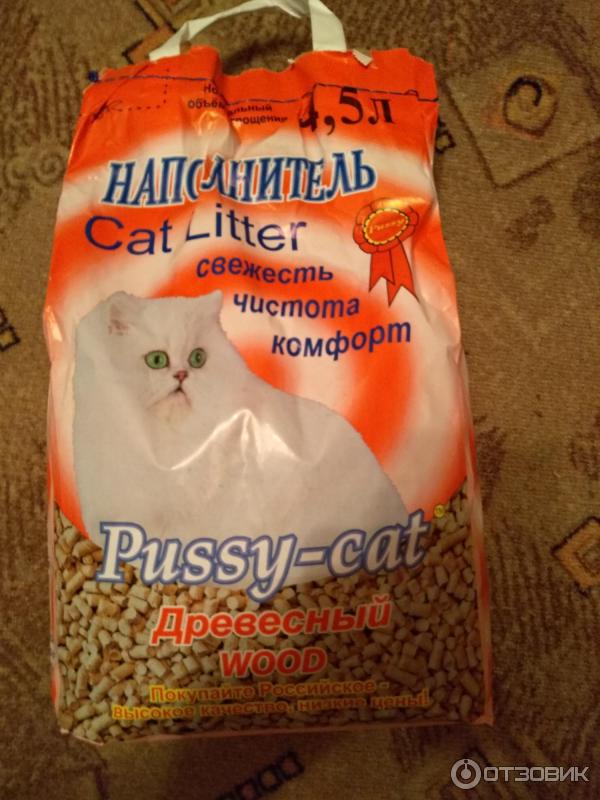 4,5л
НАПОЛНИТЕЛЬ
Cat Litter
Pussy
свежесть
чистота
комфорт
Pussy-cat
Древесный
WOOD
Покупайте Российское -
высокое качество, низкие цены!
ОТЗОВИК